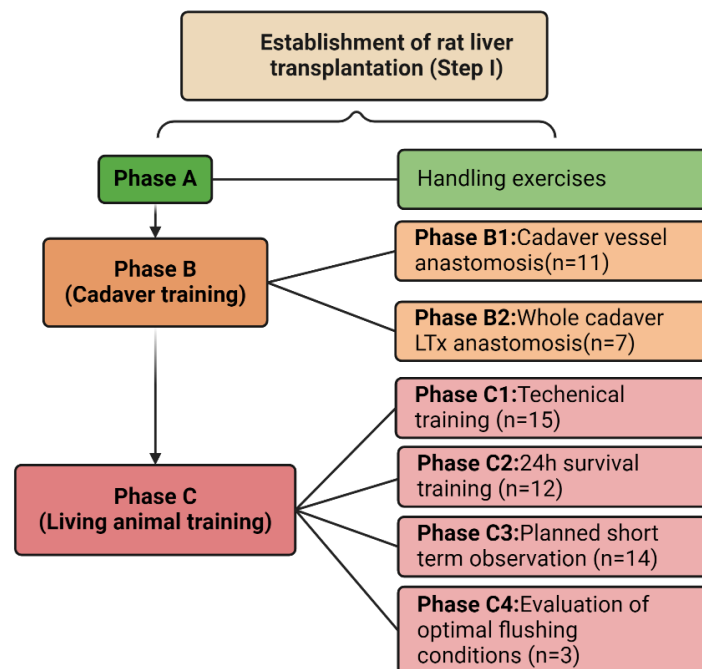 Establishment of rat liver
transplantation (Step I)
Phase A
Handling exercises
Phase B
(Cadaver training)
Phase B1:Cadaver vessel
anastomosis(n=11)
Phase B2:Whole cadaver
LTx anastomosis(n=7)
Phase C
(Living animal training)
Phase C1:Techenical
training (n=15)
Phase C2:24h survival
training (n=12)
Phase C3:Planned short
term observation (n=14)
Phase C4:Evaluation of
optimal flushing
conditions (n=3)